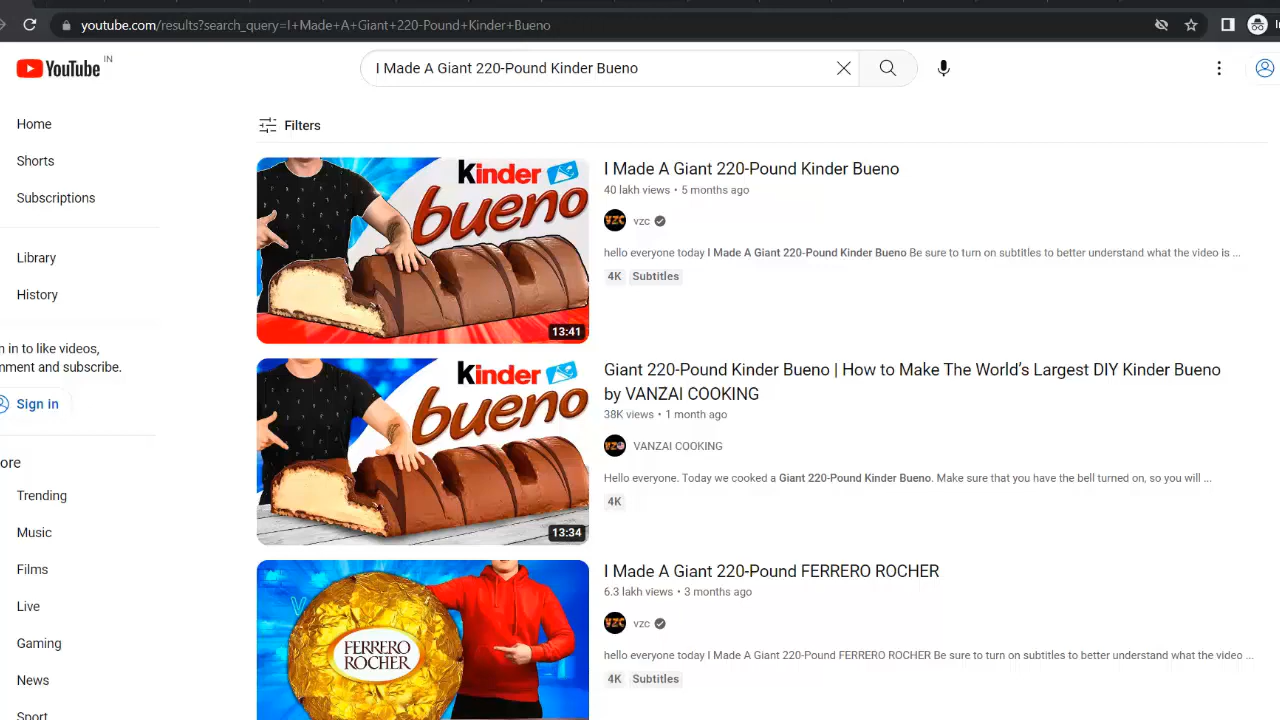 youtube.com/results?search_query=I+Made+A+Giant+220-Pound+Kinder+Bueno
YouTube IN
I Made A Giant 220-Pound Kinder Bueno
Home
Shorts
Subscriptions
Library
History
n in to like videos,
nment and subscribe.
Sign in
ore
Trending
Music
Films
Live
Gaming
News
Sport
Filters
Kinder
bueno
13:41
I Made A Giant 220-Pound Kinder Bueno
40 lakh views • 5 months ago
VZC
vzc
hello everyone today I Made A Giant 220-Pound Kinder Bueno Be sure to turn on subtitles to better understand what the video is ...
4K Subtitles
Kinder
bueno
13:34
Giant 220-Pound Kinder Bueno | How to Make The World's Largest DIY Kinder Bueno
by VANZAI COOKING
38K views • 1 month ago
VANZAI COOKING
Hello everyone. Today we cooked a Giant 220-Pound Kinder Bueno. Make sure that you have the bell turned on, so you will ...
4K
FERRERO
ROCHER
I Made A Giant 220-Pound FERRERO ROCHER
6.3 lakh views • 3 months ago
VZC
vzc
hello everyone today I Made A Giant 220-Pound FERRERO ROCHER Be sure to turn on subtitles to better understand what the video ...
4K Subtitles